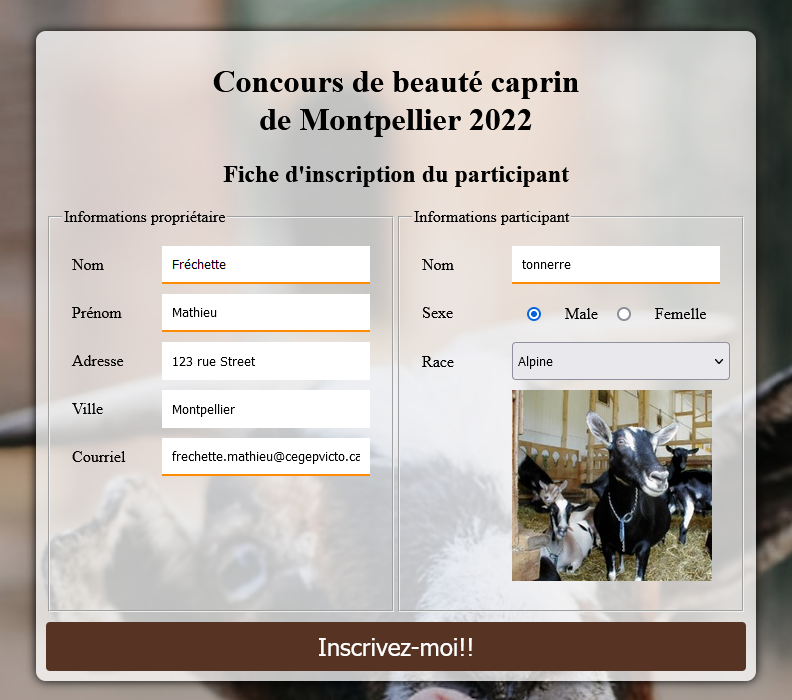 Concours de beauté caprin
de Montpellier 2022
Fiche d'inscription du participant
Informations propriétaire
Nom Fréchette
Prénom Mathieu
Adresse 123 rue Street
Ville Montpellier
Courriel frechette.mathieu@cegepvicto.ca
Informations participant
Nom tonnerre
Sexe Male Femelle
Race Alpine
Inscrivez-moi!!